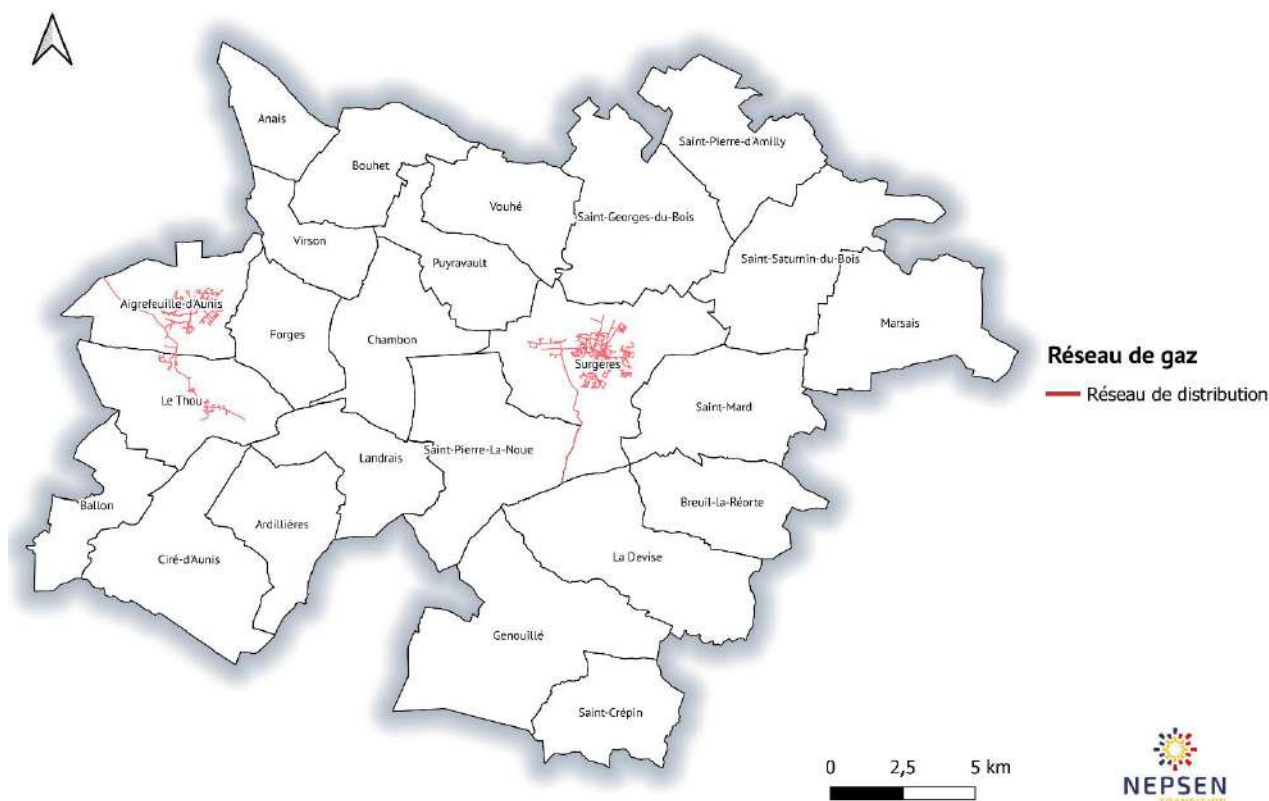 Anais
Saint-Pierre-d'Amilly
Bouhet
Vouhé
Saint-Georges-du-Bois
Virson
Puyravault
Saint-Saturnin-du-Bois
Aigrefeuille-d'Aunis
Forges
Chambon
Surgères
Marsais
Le Thou
Saint-Mard
Landrais
Saint-Pierre-La-Noue
Ballon
Ardillières
Breuil-la-Réorte
Ciré-d'Aunis
La Devise
Genouillé
Saint-Crépin
Réseau de gaz
Réseau de distribution
0 2,5 5 km
NEPSEN